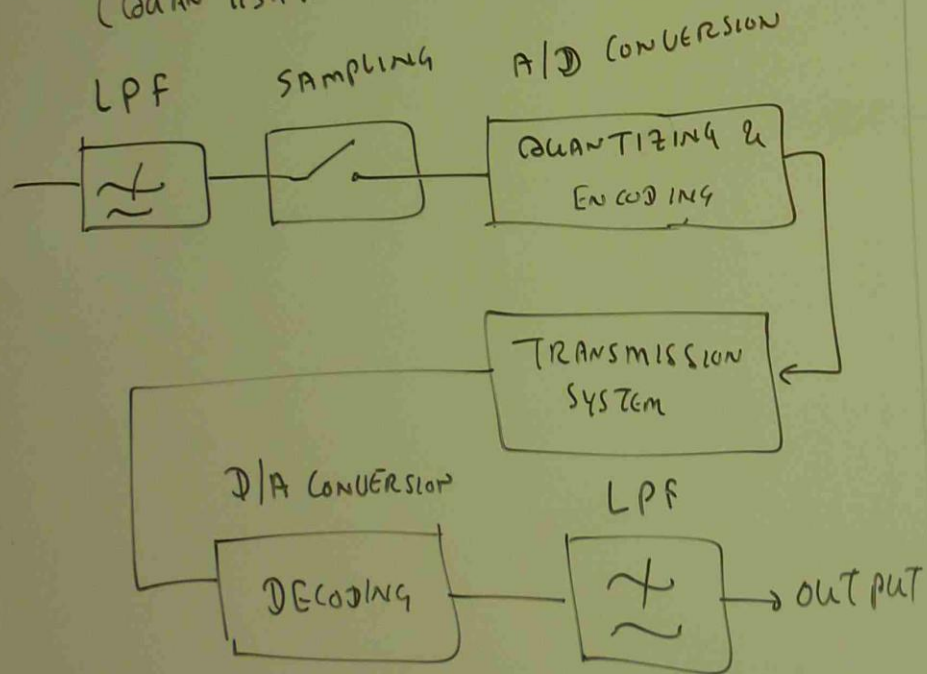 LPF
SAMPLING
A/D CONVERSION
QUANTIZING &
ENCODING
TRANSMISSION
SYSTEM
D/A CONVERSION
LPF
DECODING
OUTPUT